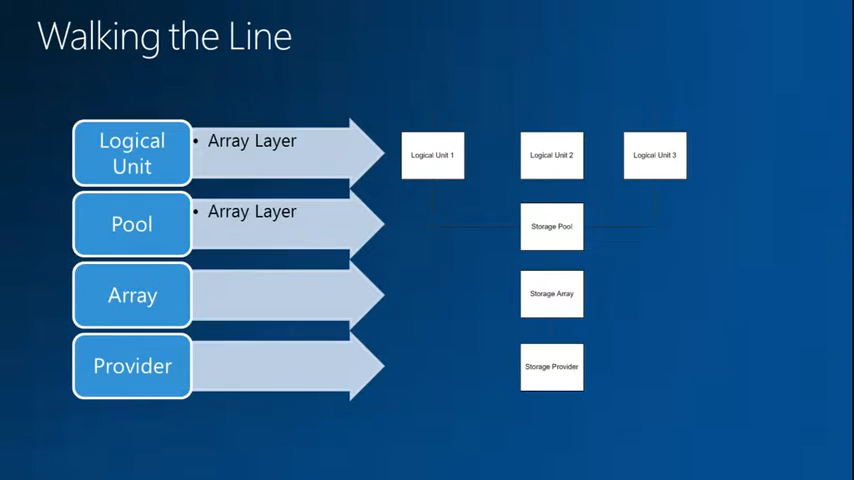 Walking the Line
Logical
Unit
• Array Layer
Logical Unit 1
Logical Unit 2
Logical Unit 3
Pool
• Array Layer
Storage Pool
Array
Storage Array
Provider
Storage Provider